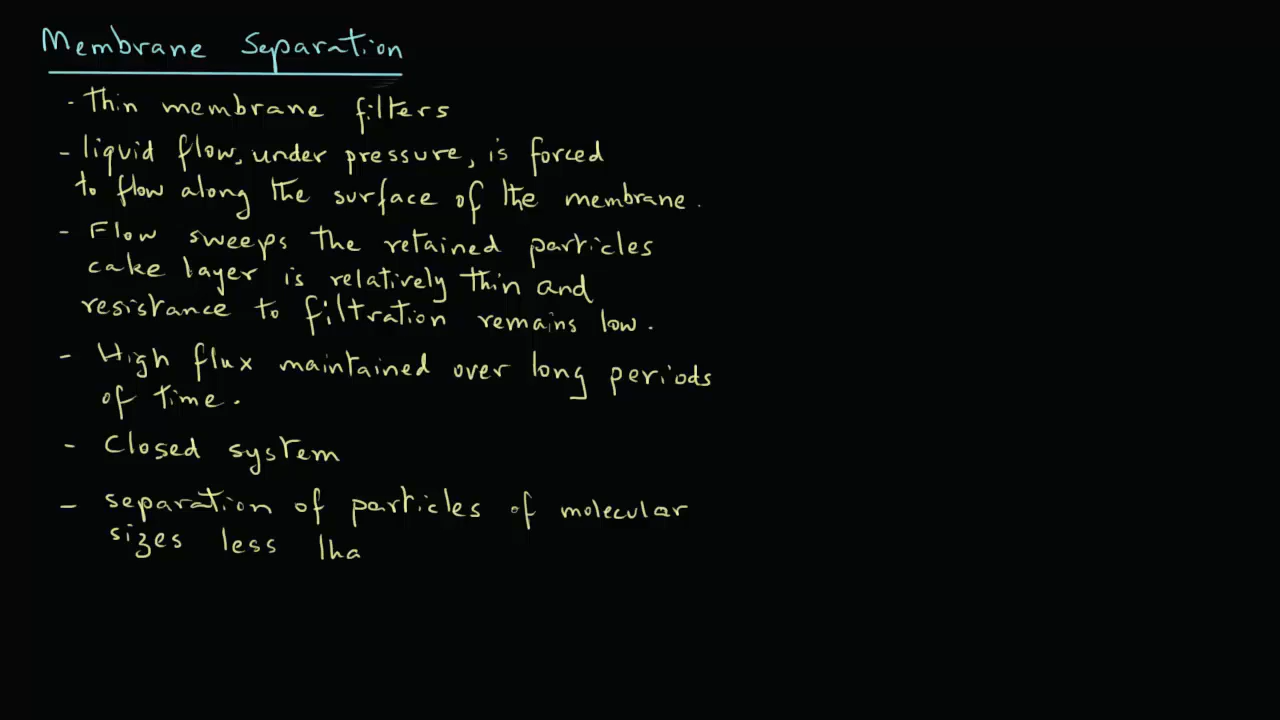 Membrane Separation
- Thin membrane filters
- liquid flow, under pressure, is forced
to flow along the surface of the membrane.
- Flow sweeps the retained particles
cake layer is relatively thin and
resistance to filtration remains low.
- High flux maintained over long periods
of time.
- Closed system
- separation of particles of molecular
sizes less tha